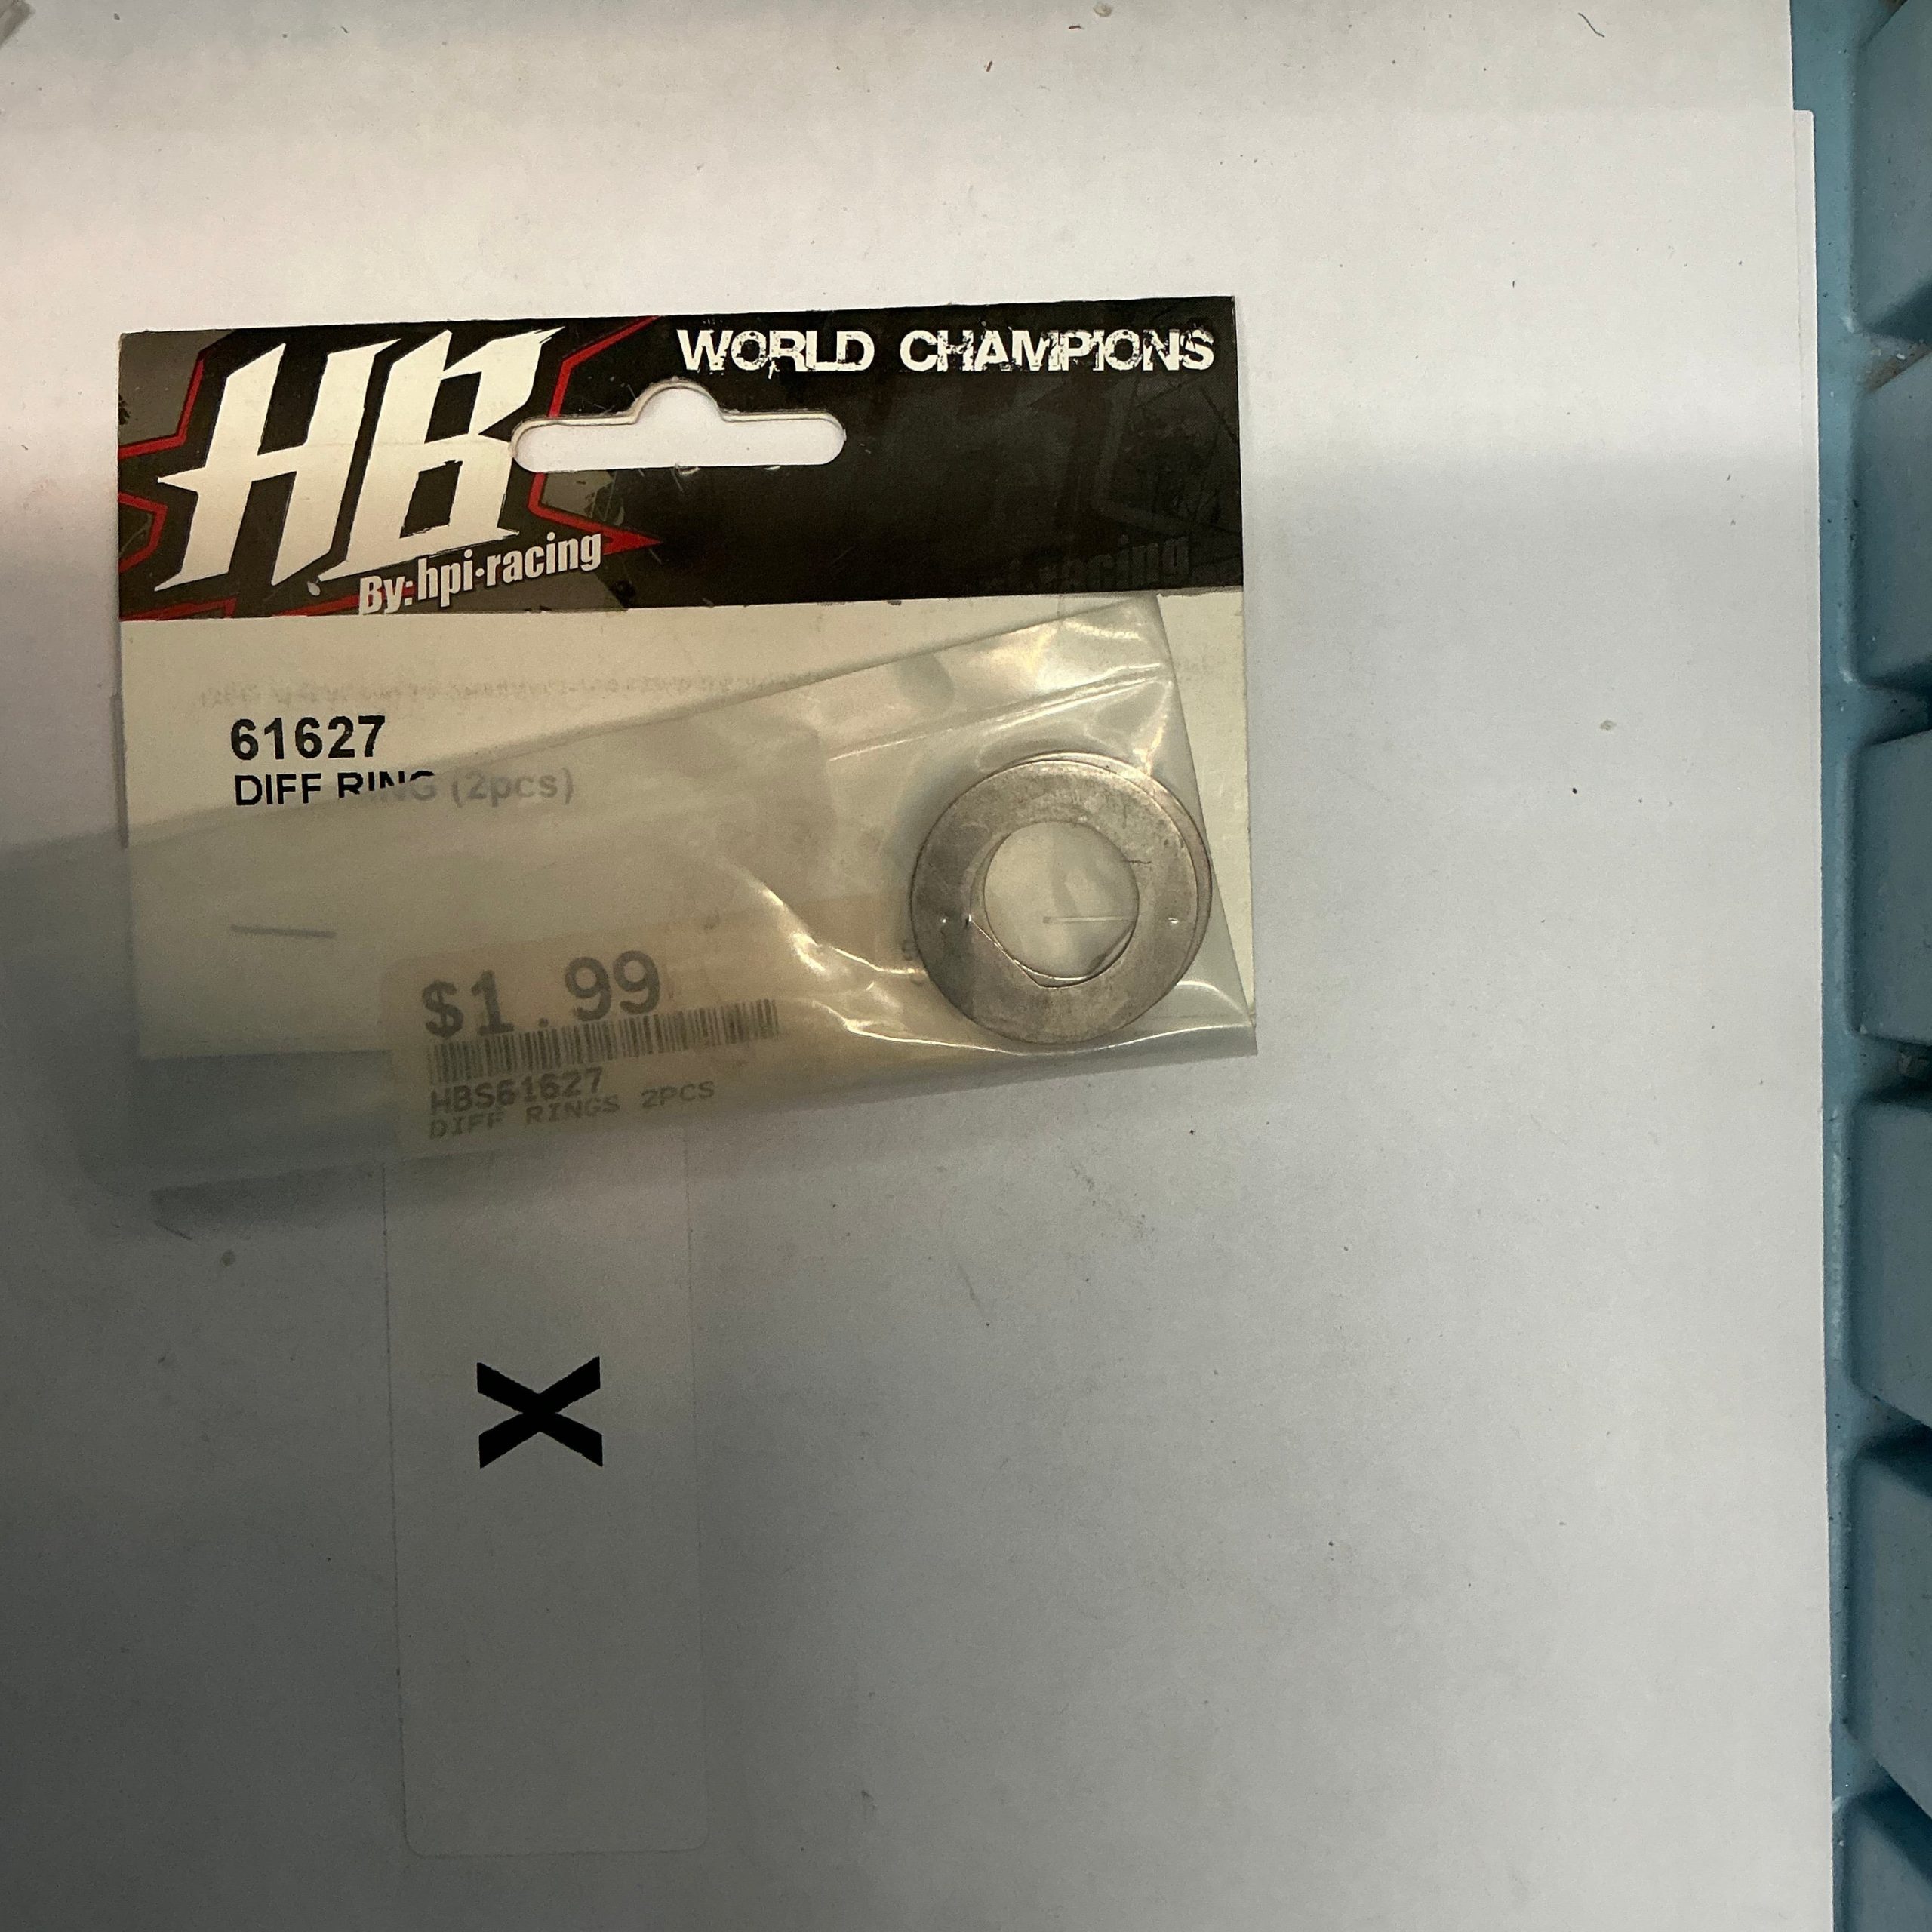 HB
WORLD CHAMPIONS
By: hpi·racing
61627
DIFF RING (2pcs)
$1.99
HBS61627
DIFF RINGS 2PCS
X